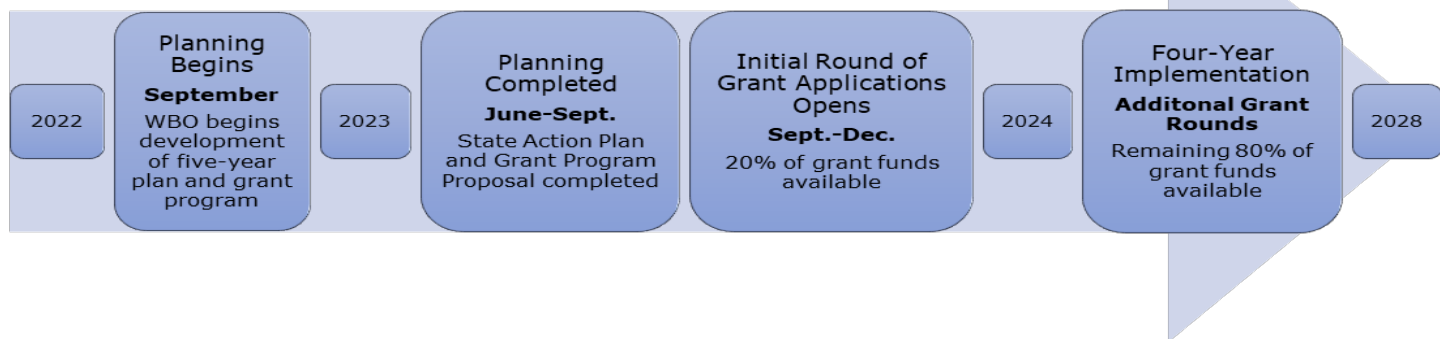 2022
Planning
Begins
September
WBO begins
development
of five-year
plan and grant
program
2023
Planning
Completed
June-Sept.
State Action Plan
and Grant Program
Proposal completed
Initial Round of
Grant Applications
Opens
Sept.-Dec.
20% of grant funds
available
2024
Four-Year
Implementation
Additonal Grant
Rounds
Remaining 80% of
grant funds
available
2028